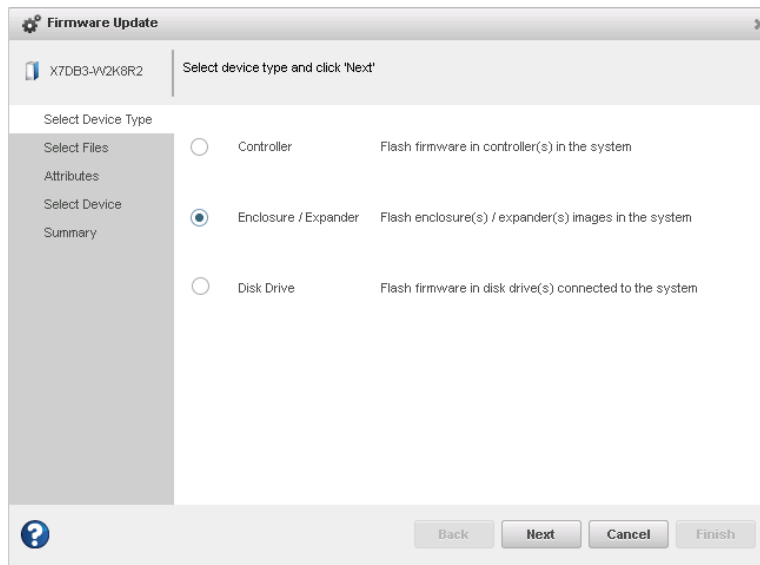 Firmware Update
X7DB3-W2K8R2
Select device type and click 'Next'
Select Device Type
Select Files
Attributes
Select Device
Summary
Controller Flash firmware in controller(s) in the system
Enclosure / Expander Flash enclosure(s) / expander(s) images in the system
Disk Drive Flash firmware in disk drive(s) connected to the system
?
Back Next Cancel Finish